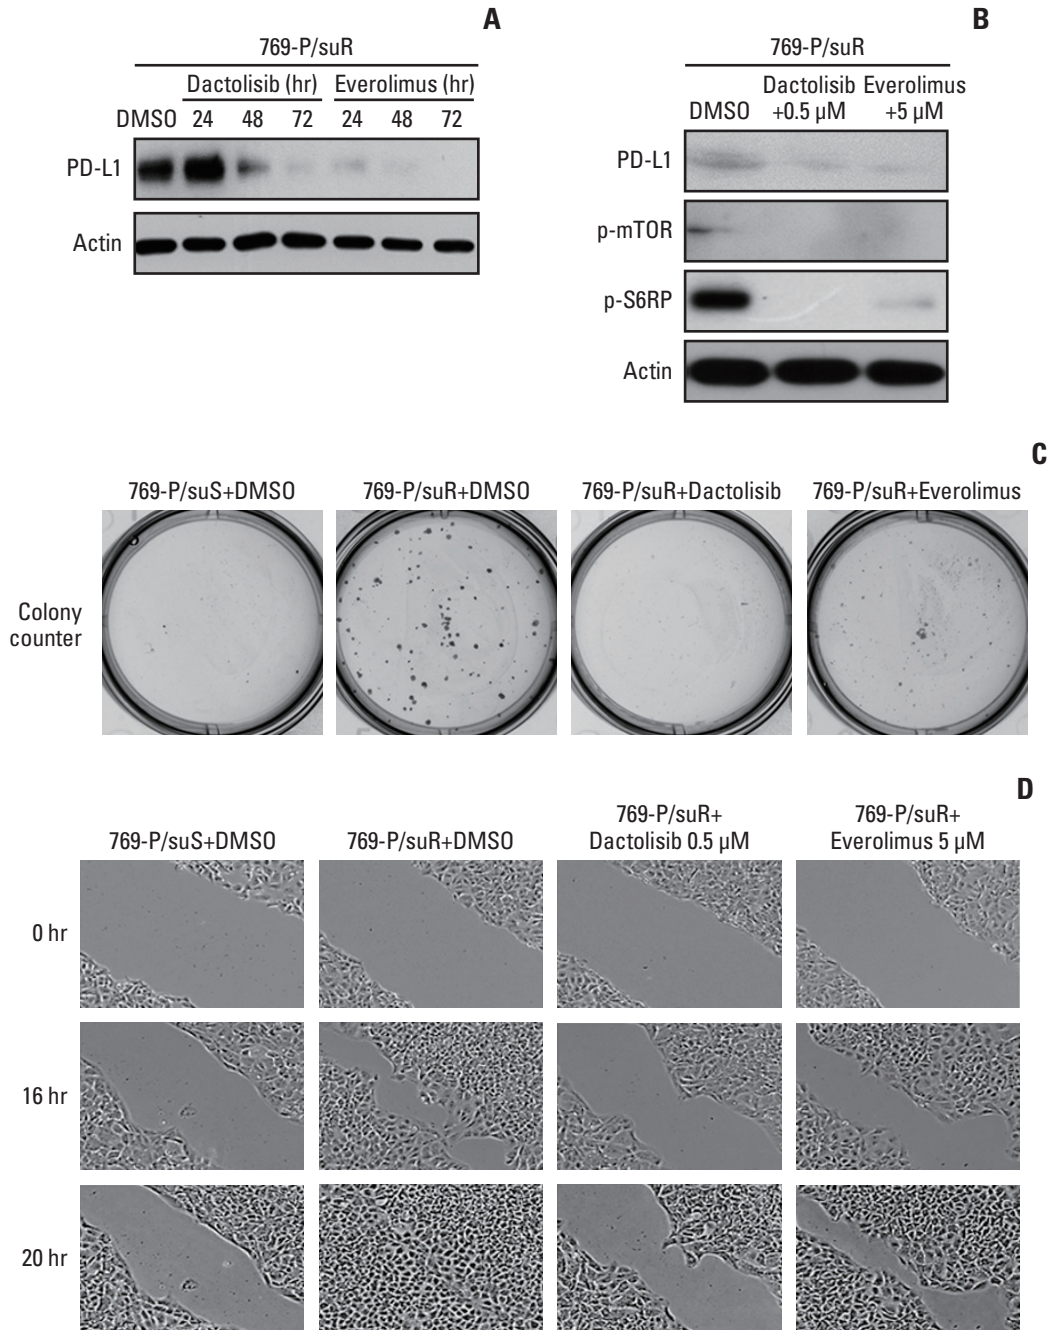 A
769-P/suR
Dactolisib (hr) Everolimus (hr)
DMSO 24 48 72 24 48 72
PD-L1
Actin
B
769-P/suR
Dactolisib Everolimus
DMSO +0.5 µM +5 µM
PD-L1
p-mTOR
p-S6RP
Actin
C
769-P/suS+DMSO 769-P/suR+DMSO 769-P/suR+Dactolisib 769-P/suR+Everolimus
Colony
counter
D
769-P/suS+DMSO 769-P/suR+DMSO 769-P/suR+ Dactolisib 0.5 µM 769-P/suR+ Everolimus 5 µM
0 hr
16 hr
20 hr